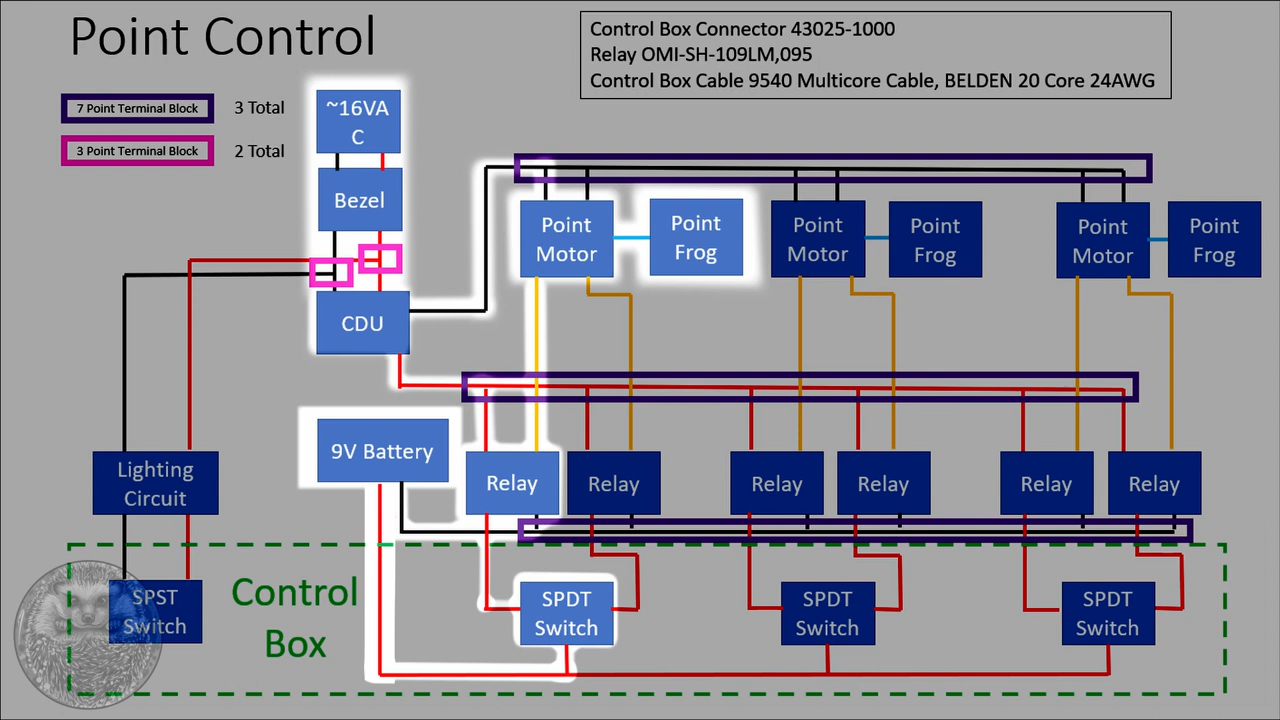 Point Control
Control Box Connector 43025-1000
Relay OMI-SH-109LM,095
Control Box Cable 9540 Multicore Cable, BELDEN 20 Core 24AWG
7 Point Terminal Block
3 Total
3 Point Terminal Block
2 Total
~16VA
C
Bezel
CDU
Point
Motor
Point
Frog
Point
Motor
Point
Frog
Point
Motor
Point
Frog
9V Battery
Lighting
Circuit
Relay
Relay
Relay
Relay
Relay
Relay
Control
Box
SPST
Switch
SPDT
Switch
SPDT
Switch
SPDT
Switch